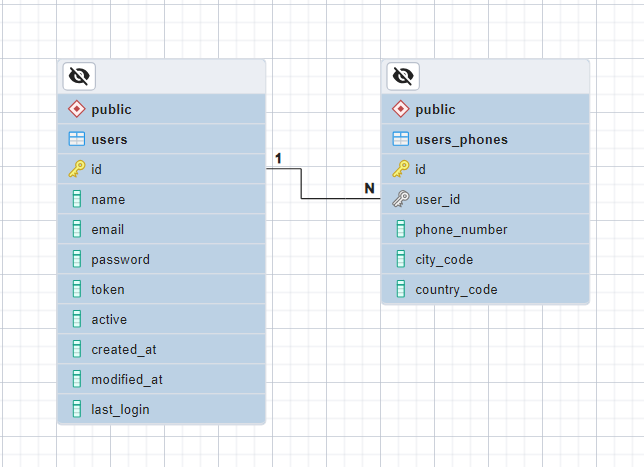 public
users
id
name
email
password
token
active
created_at
modified_at
last_login
1
N
public
users_phones
id
user_id
phone_number
city_code
country_code